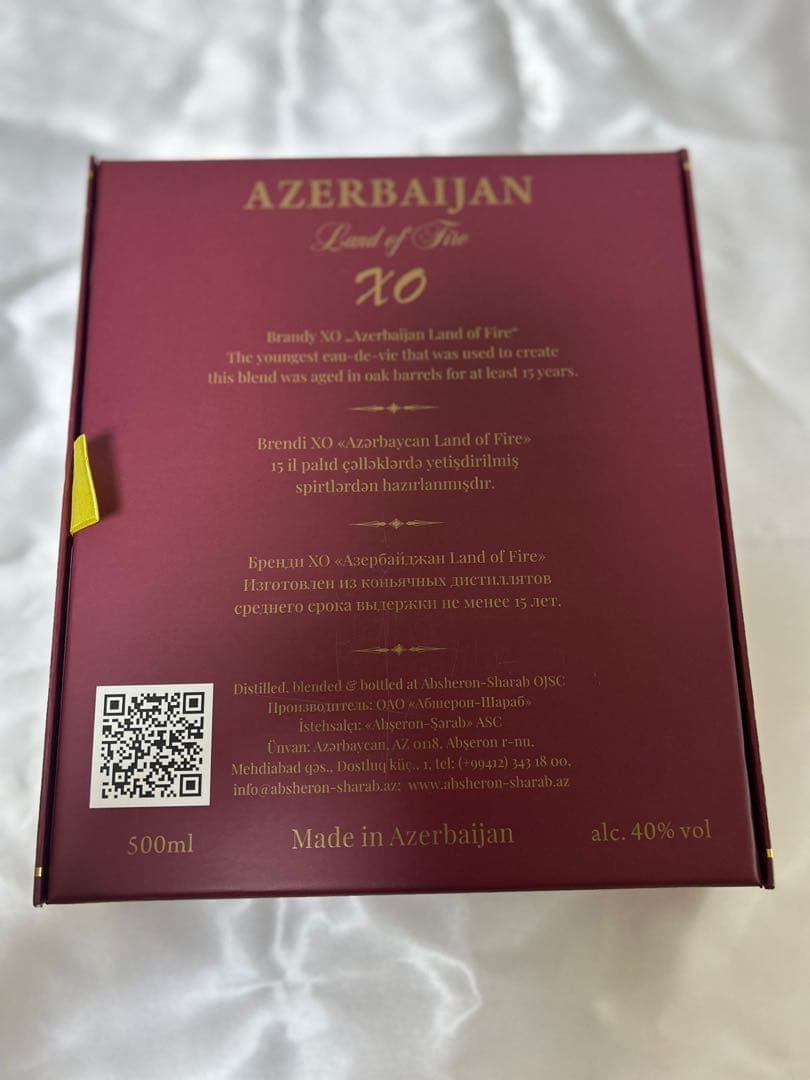 AZERBAIJAN
Land of Fire
XO
Brandy XO „Azerbaijan Land of Fire“
The youngest eau-de-vie that was used to create
this blend was aged in oak barrels for at least 15 years.
Brendi XO «Azərbaycan Land of Fire»
15 il palıd çəlləklərdə yetişdirilmiş
spirtlərdən hazırlanmışdır.
Бренди XO «Азербайджан Land of Fire»
Изготовлен из коньячных дистиллятов
среднего срока выдержки не менее 15 лет.
Distilled, blended & bottled at Absheron-Sharab OJSC
Производитель: ОАО «Абшерон-Шараб»
İstehsalçı: «Abşeron-Şərab» ASC
Ünvan: Azərbaycan, AZ 0118, Abşeron r-nu,
Mehdiabad qəs., Dostluq küç., 1, tel: (+99412) 343 18 00,
info@absheron-sharab.az; www.absheron-sharab.az
500ml
Made in Azerbaijan
alc. 40% vol